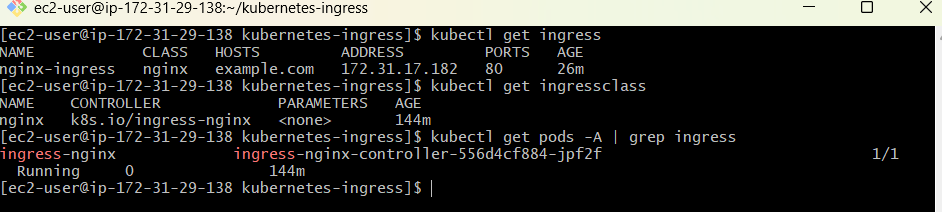 ec2-user@ip-172-31-29-138:~/kubernetes-ingress
[ec2-user@ip-172-31-29-138 kubernetes-ingress]$ kubectl get ingress
NAME CLASS HOSTS ADDRESS PORTS AGE
nginx-ingress nginx example.com 172.31.17.182 80 26m
[ec2-user@ip-172-31-29-138 kubernetes-ingress]$ kubectl get ingressclass
NAME CONTROLLER PARAMETERS AGE
nginx k8s.io/ingress-nginx <none> 144m
[ec2-user@ip-172-31-29-138 kubernetes-ingress]$ kubectl get pods -A | grep ingress
ingress-nginx ingress-nginx-controller-556d4cf884-jpf2f 1/1
Running 0 144m
[ec2-user@ip-172-31-29-138 kubernetes-ingress]$